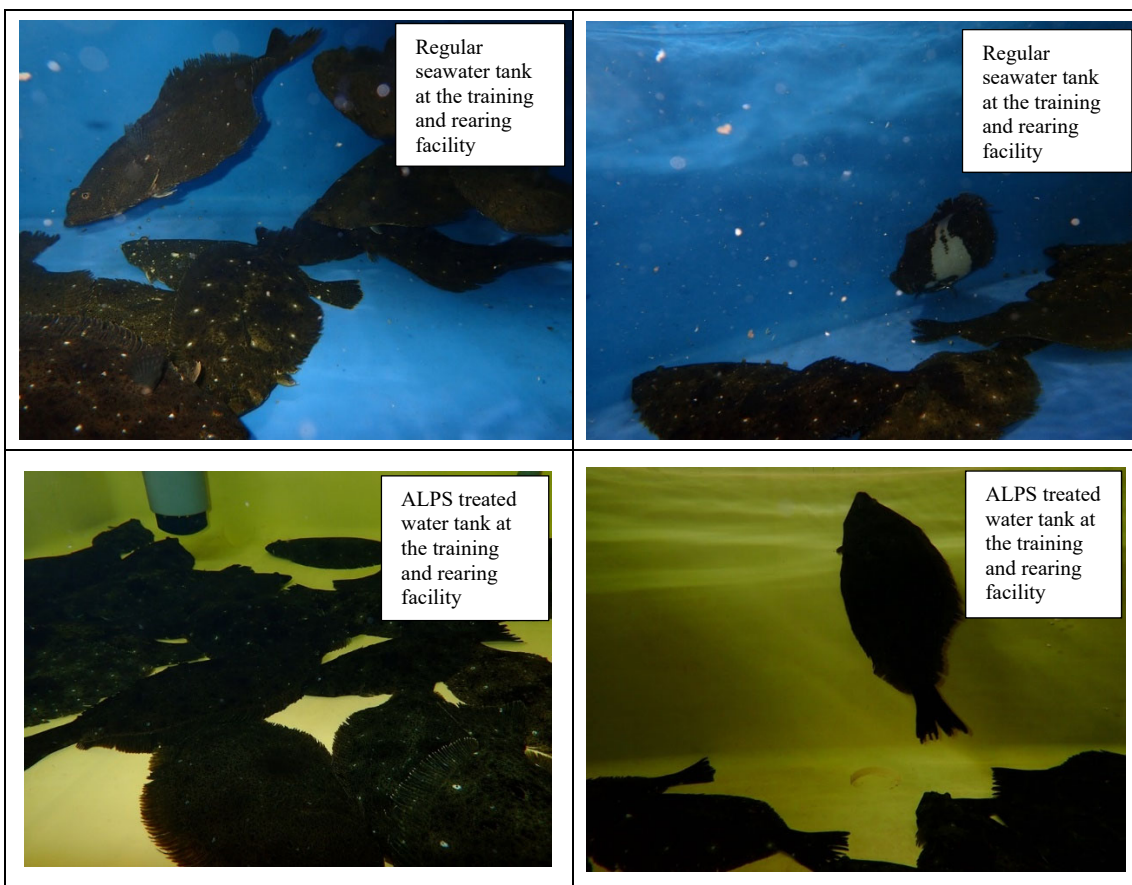 Regular
seawater tank
at the training
and rearing
facility
Regular
seawater tank
at the training
and rearing
facility
ALPS treated
water tank at
the training
and rearing
facility
ALPS treated
water tank at
the training
and rearing
facility